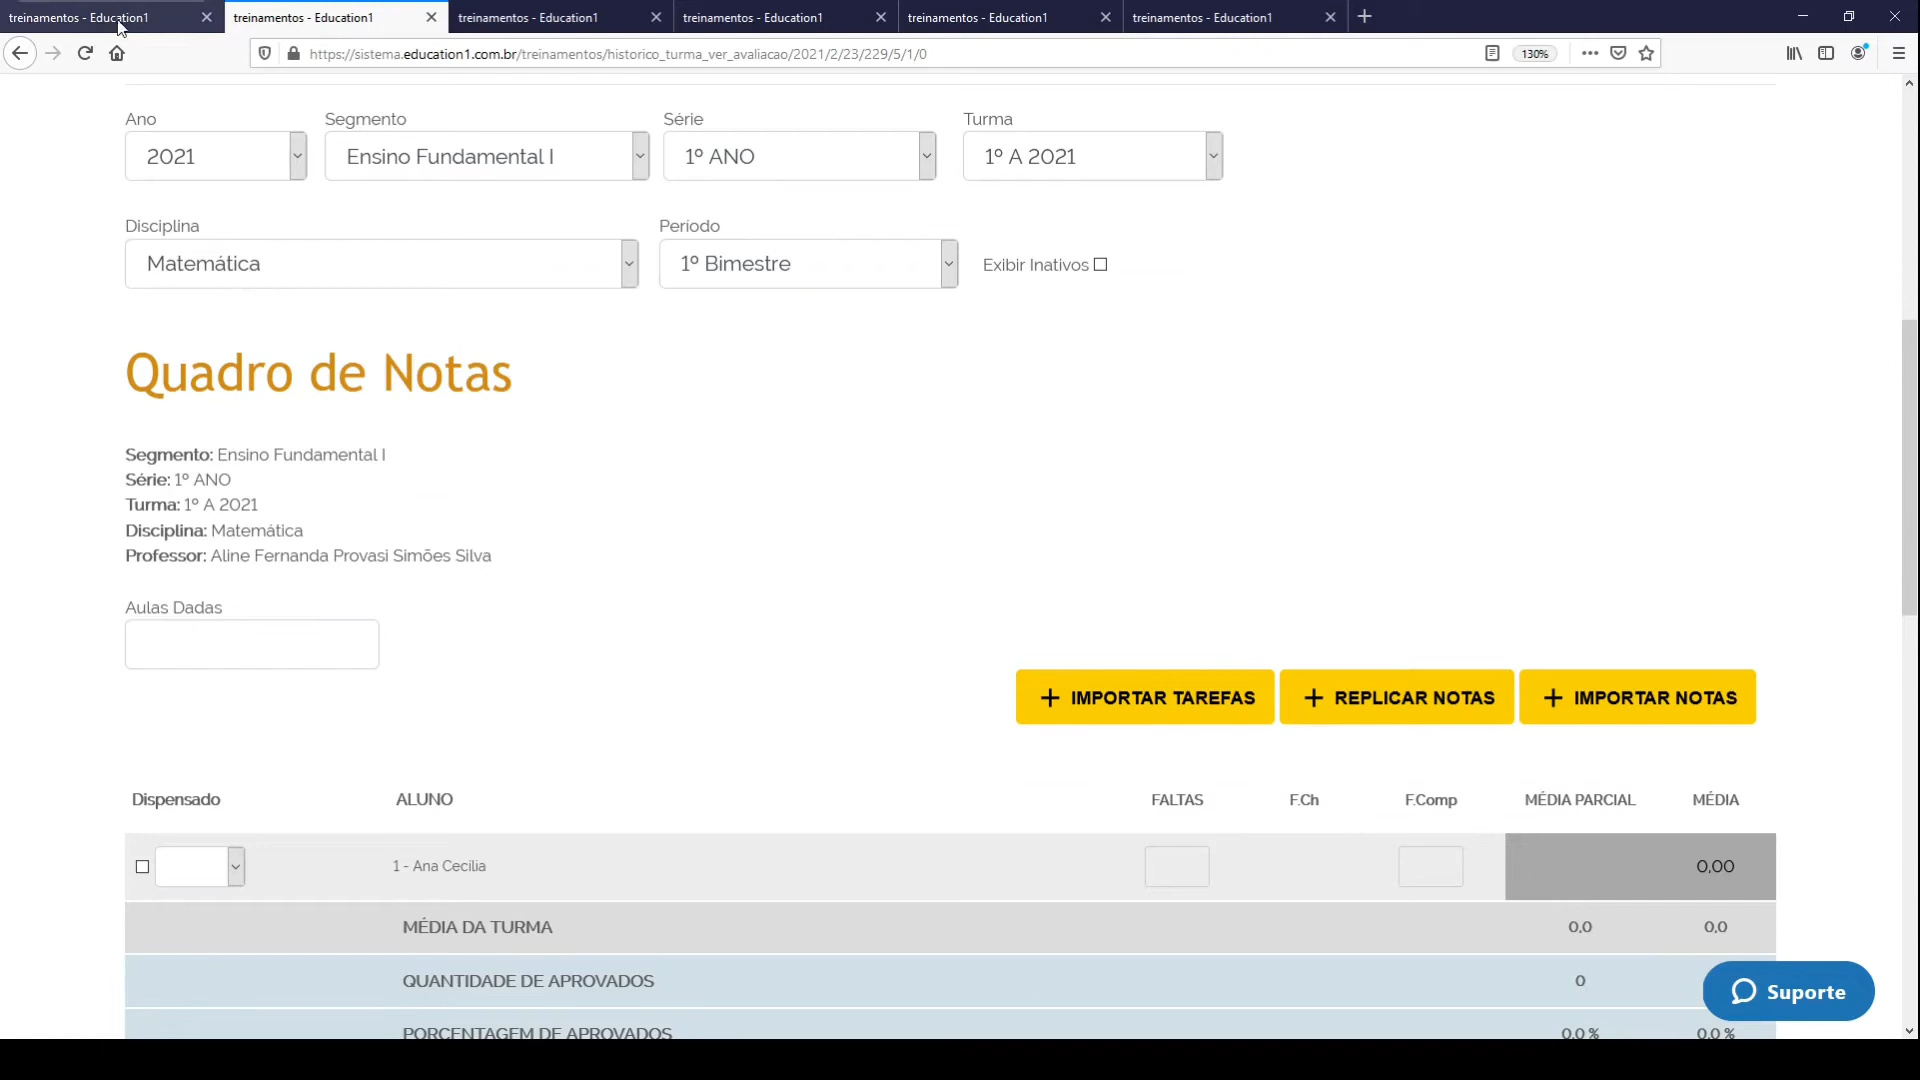 treinamentos - Education1
treinamentos - Education1
treinamentos - Education1
treinamentos - Education1
treinamentos - Education1
treinamentos - Education1
https://sistema.education1.com.br/treinamentos/historico_turma_ver_avaliacao/2021/2/23/229/5/1/0
130%
Ano Segmento Série Turma
2021 Ensino Fundamental I 1º ANO 1º A 2021
Disciplina Período
Matemática 1º Bimestre Exibir Inativos
Quadro de Notas
Segmento: Ensino Fundamental I
Série: 1º ANO
Turma: 1º A 2021
Disciplina: Matemática
Professor: Aline Fernanda Provasi Simões Silva
Aulas Dadas
+ IMPORTAR TAREFAS + REPLICAR NOTAS + IMPORTAR NOTAS
Dispensado ALUNO FALTAS F.Ch F.Comp MÉDIA PARCIAL MÉDIA
1 - Ana Cecilia 0,00
MÉDIA DA TURMA 0,0 0,0
QUANTIDADE DE APROVADOS 0
Suporte
PORCENTAGEM DE APROVADOS 0,0 % 0,0 %